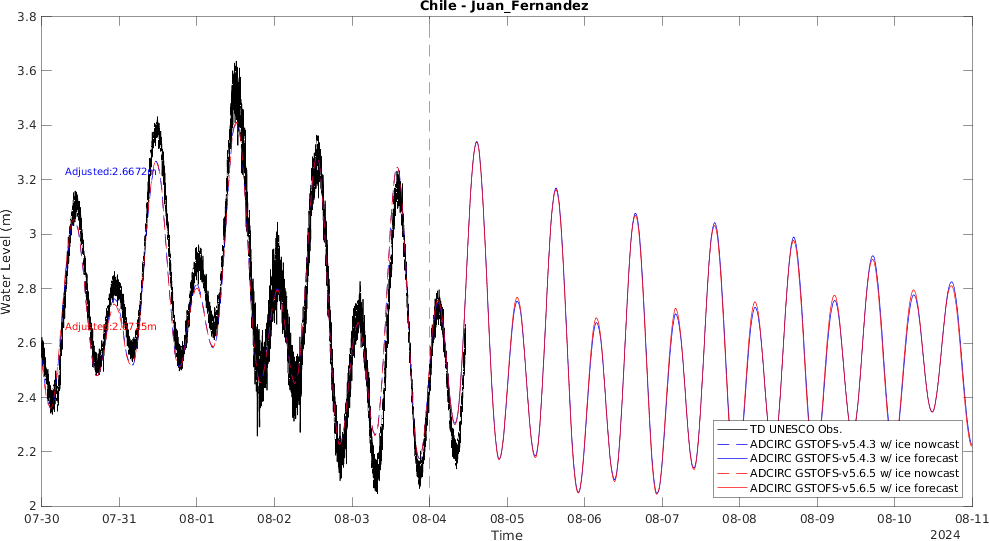 Chile - Juan_Fernandez
3.8
3.6
3.4
3.2
3
2.8
2.6
2.4
2.2
2
Water Level (m)
Adjusted:2.6672m
TD UNESCO Obs.
ADCIRC GSTOFS-v5.4.3 w/ ice nowcast
ADCIRC GSTOFS-v5.4.3 w/ ice forecast
ADCIRC GSTOFS-v5.6.5 w/ ice nowcast
ADCIRC GSTOFS-v5.6.5 w/ ice forecast
07-30 07-31 08-01 08-02 08-03 08-04 08-05 08-06 08-07 08-08 08-09 08-10 08-11
Time
2024